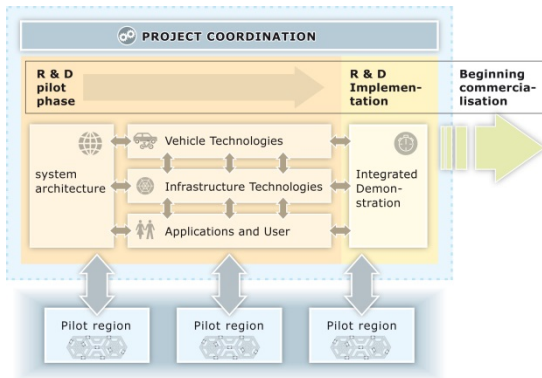 PROJECT COORDINATION
R & D
pilot
phase
R & D
Implemen-
tation
Beginning
commercia-
lisation
system
architecture
Vehicle Technologies
Infrastructure Technologies
Applications and User
Integrated
Demon-
stration
Pilot region
Pilot region
Pilot region